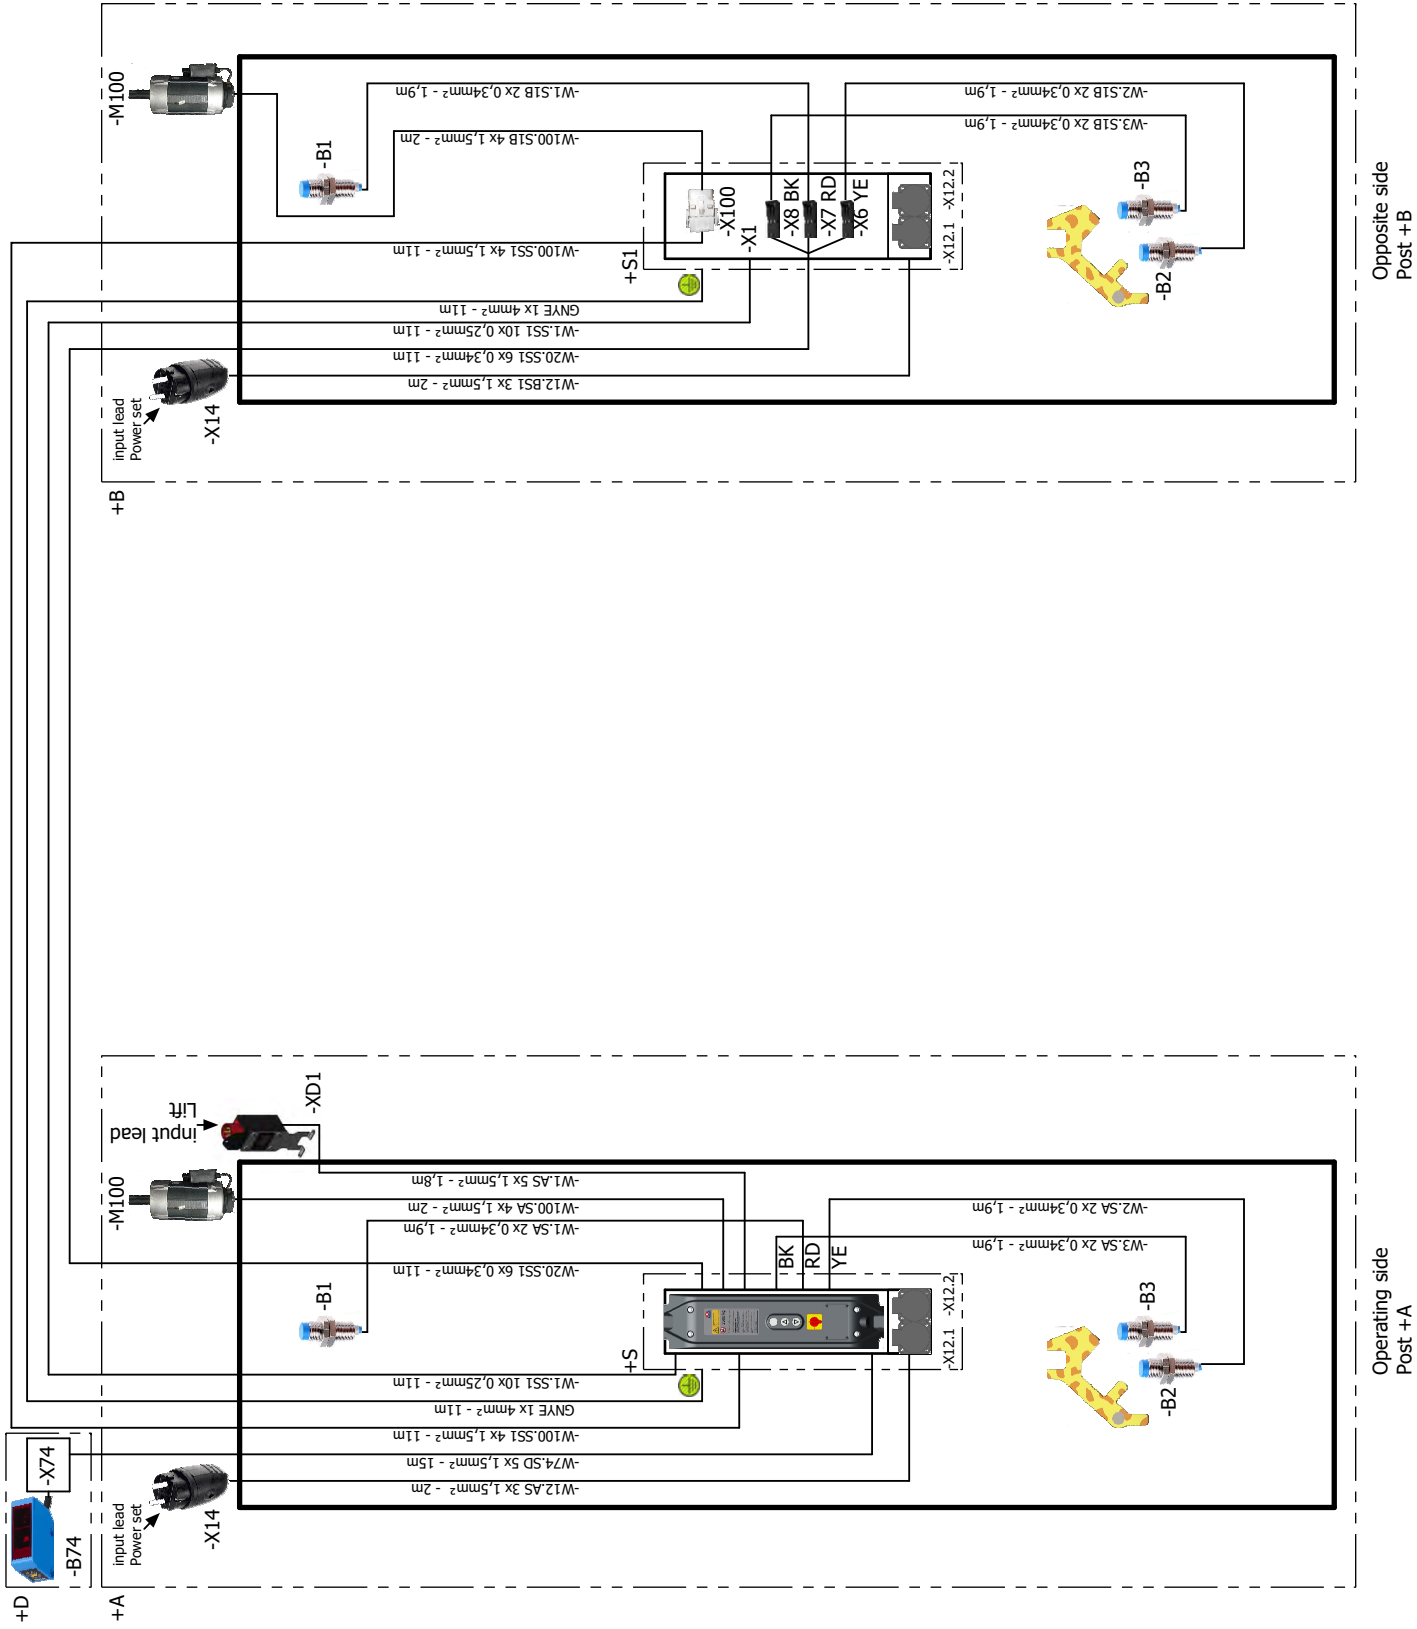 -M100
-W1.S1B 2x 0,34mm² - 1,9m
-W2.S1B 2x 0,34mm² - 1,9m
-W3.S1B 2x 0,34mm² - 1,9m
-W100.S1B 4x 1,5mm² - 2m
-B1
-B3
-X100
-X8 BK
-X7 RD
-X6 YE
-X12.2
-X12.1
-X1
+S1
-B2
-W100.SS1 4x 1,5mm² - 11m
GNYE 1x 4mm² - 11m
-W1.SS1 10x 0,25mm² - 11m
-W20.SS1 6x 0,34mm² - 11m
-W12.BS1 3x 1,5mm² - 2m
input lead
Power set
-X14
+B
Opposite side
Post +B
-XD1
input lead
Lift
-M100
-W1.AS 5x 1,5mm² - 1,8m
-W100.SA 4x 1,5mm² - 2m
-W1.SA 2x 0,34mm² - 1,9m
-W20.SS1 6x 0,34mm² - 11m
-W2.SA 2x 0,34mm² - 1,9m
-W3.SA 2x 0,34mm² - 1,9m
BK
RD
YE
-B1
-B3
-X12.2
-X12.1
+S
-B2
-W1.SS1 10x 0,25mm² - 11m
GNYE 1x 4mm² - 11m
-W100.SS1 4x 1,5mm² - 11m
-W74.SD 5x 1,5mm² - 15m
-W12.AS 3x 1,5mm² - 2m
-X74
-B74
input lead
Power set
-X14
+D
+A
Operating side
Post +A